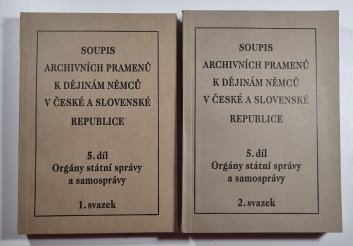 SOUPIS
ARCHIVNÍCH PRAMENŮ
K DĚJINÁM NĚMCŮ
V ČESKÉ A SLOVENSKÉ
REPUBLICE
5. díl
Orgány státní správy
a samosprávy
1. svazek
SOUPIS
ARCHIVNÍCH PRAMENŮ
K DĚJINÁM NĚMCŮ
V ČESKÉ A SLOVENSKÉ
REPUBLICE
5. díl
Orgány státní správy
a samosprávy
2. svazek